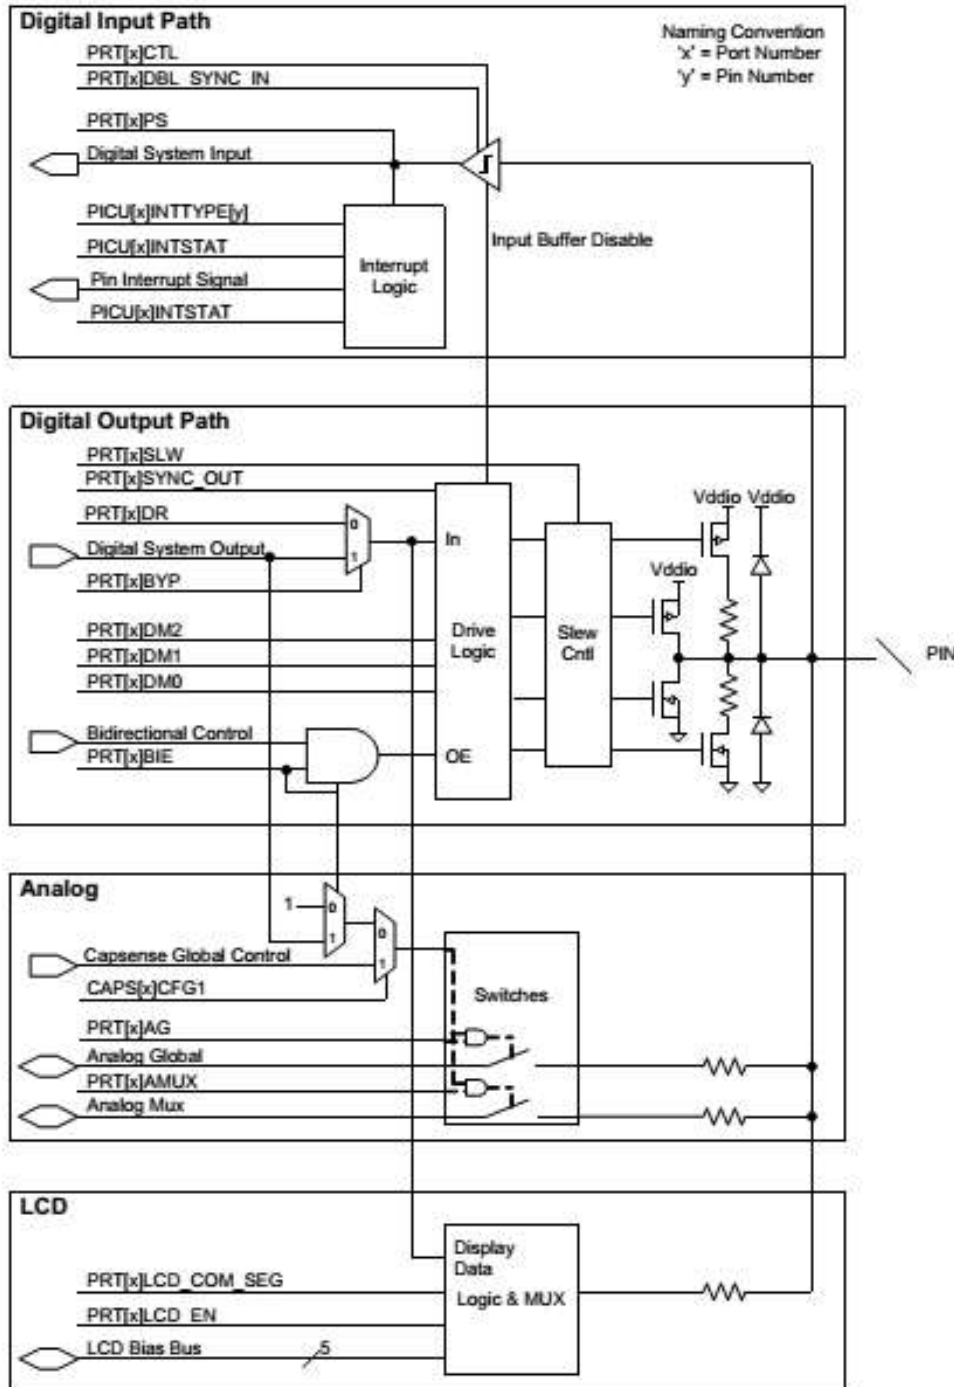 Digital Input Path
Naming Convention
'x' = Port Number
'y' = Pin Number
PRT[x]CTL
PRT[x]DBL_SYNC_IN
PRT[x]PS
Digital System Input
PICU[x]INTTYPE[y]
PICU[x]INTSTAT
Pin Interrupt Signal
PICU[x]INTSTAT
Interrupt
Logic
Input Buffer Disable
Digital Output Path
PRT[x]SLW
PRT[x]SYNC_OUT
PRT[x]DR
Digital System Output
PRT[x]BYP
0
1
PRT[x]DM2
PRT[x]DM1
PRT[x]DM0
Bidirectional Control
PRT[x]BIE
In
Drive
Logic
OE
Slew
Cntl
Vddio Vddio
Vddio
PIN
Analog
1
0
1
0
1
Capsense Global Control
CAPS[x]CFG1
PRT[x]AG
Analog Global
PRT[x]AMUX
Analog Mux
Switches
LCD
PRT[x]LCD_COM_SEG
PRT[x]LCD_EN
LCD Bias Bus
5
Display
Data
Logic & MUX